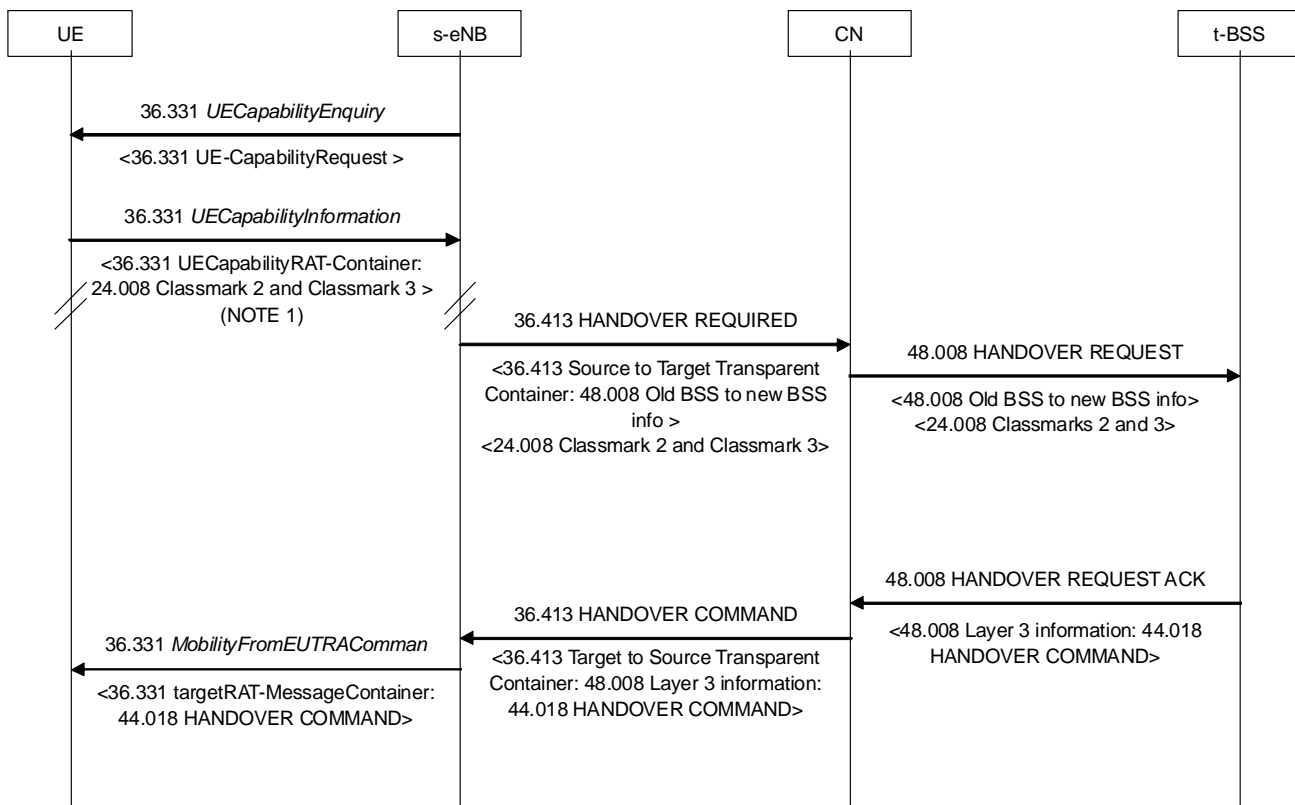 UE
s-eNB
CN
t-BSS
36.331 UECapabilityEnquiry
<36.331 UE-CapabilityRequest >
36.331 UECapabilityInformation
<36.331 UECapabilityRAT-Container:
24.008 Classmark 2 and Classmark 3 >
(NOTE 1)
36.413 HANDOVER REQUIRED
<36.413 Source to Target Transparent
Container: 48.008 Old BSS to new BSS
info >
<24.008 Classmark 2 and Classmark 3>
48.008 HANDOVER REQUEST
<48.008 Old BSS to new BSS info>
<24.008 Classmarks 2 and 3>
48.008 HANDOVER REQUEST ACK
<48.008 Layer 3 information: 44.018
HANDOVER COMMAND>
36.413 HANDOVER COMMAND
<36.413 Target to Source Transparent
Container: 48.008 Layer 3 information:
44.018 HANDOVER COMMAND>
36.331 MobilityFromEUTRAComman
<36.331 targetRAT-MessageContainer:
44.018 HANDOVER COMMAND>